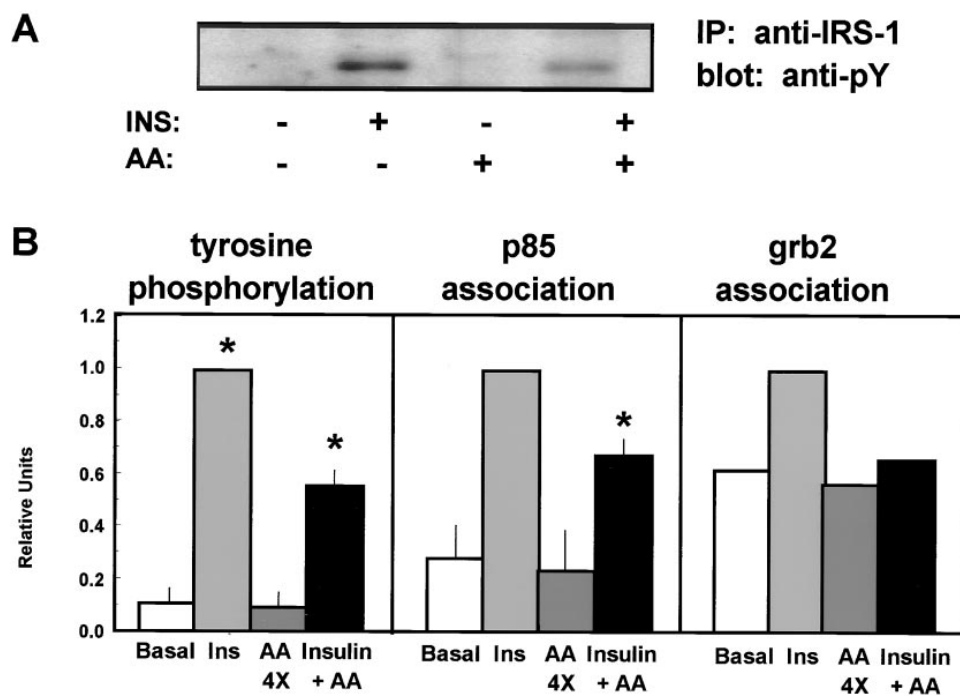 A
IP: anti-IRS-1
blot: anti-pY
INS: - + - +
AA: - - + +
B
tyrosine
phosphorylation
p85
association
grb2
association
Relative Units
1.2
1.0
0.8
0.6
0.4
0.2
0.0
*
*
*
Basal Ins AA Insulin
4X + AA
Basal Ins AA Insulin
4X + AA
Basal Ins AA Insulin
4X + AA